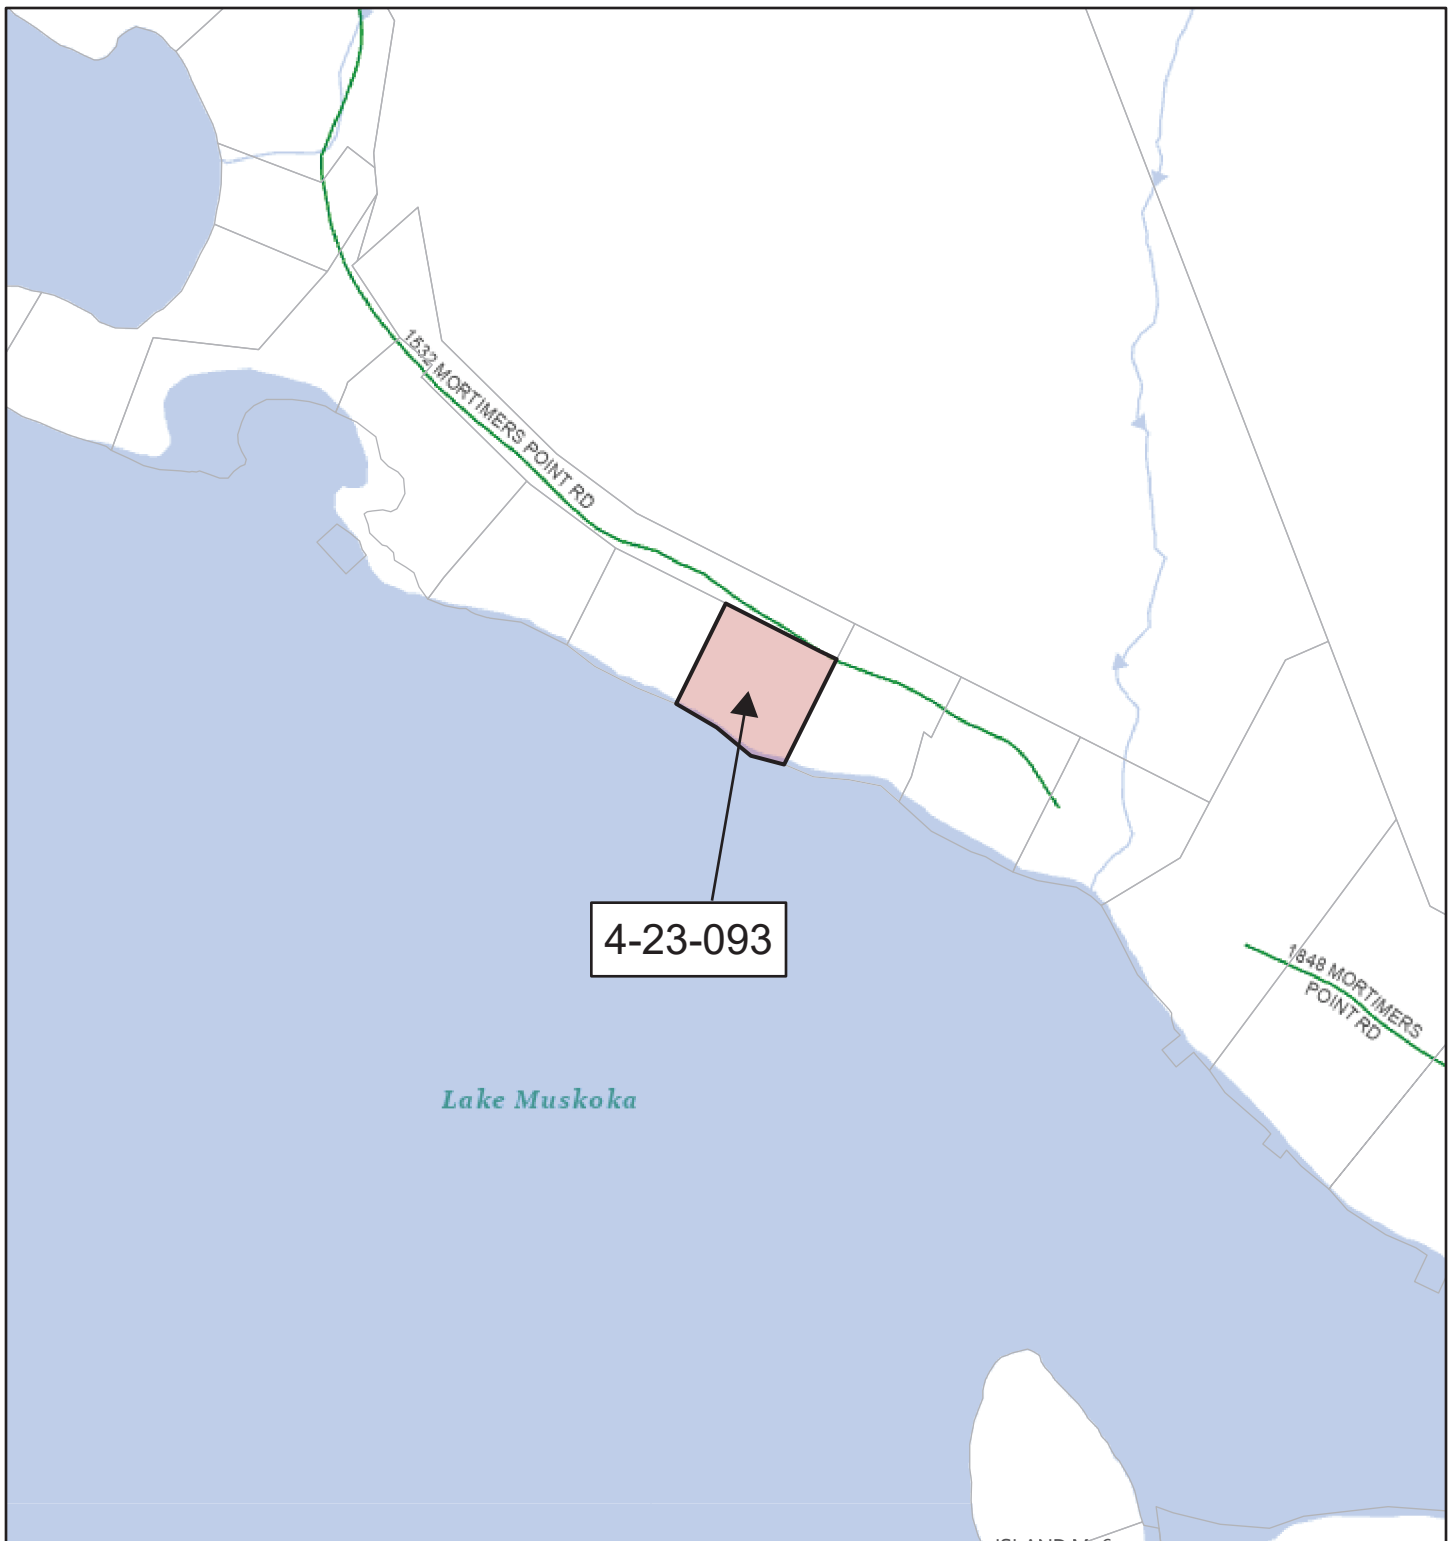 1532 MORTIMERS POINT RD
4-23-093
1848 MORTIMERS
POINT RD
Lake Muskoka